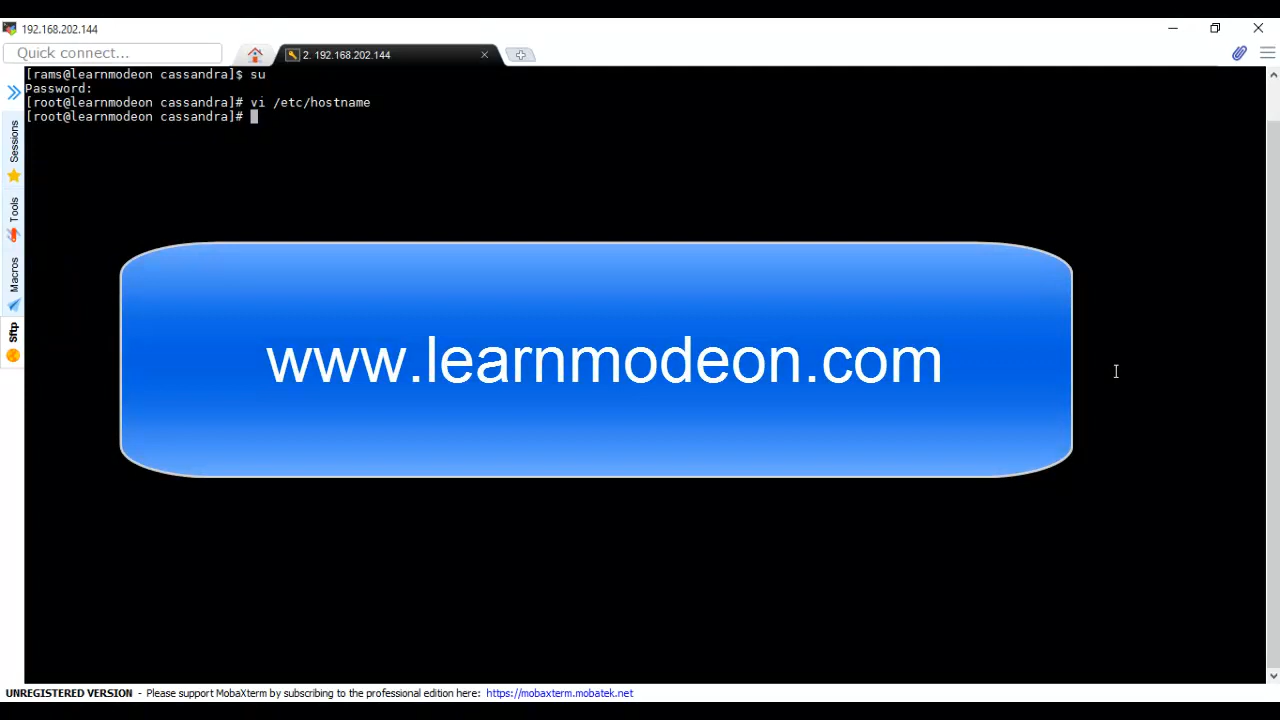 192.168.202.144
Quick connect...
2. 192.168.202.144
[rams@learnmodeon cassandra]$ su
Password:
[root@learnmodeon cassandra]# vi /etc/hostname
[root@learnmodeon cassandra]#
Sessions
Tools
Macros
Sftp
www.learnmodeon.com
UNREGISTERED VERSION - Please support MobaXterm by subscribing to the professional edition here: https://mobaxterm.mobatek.net